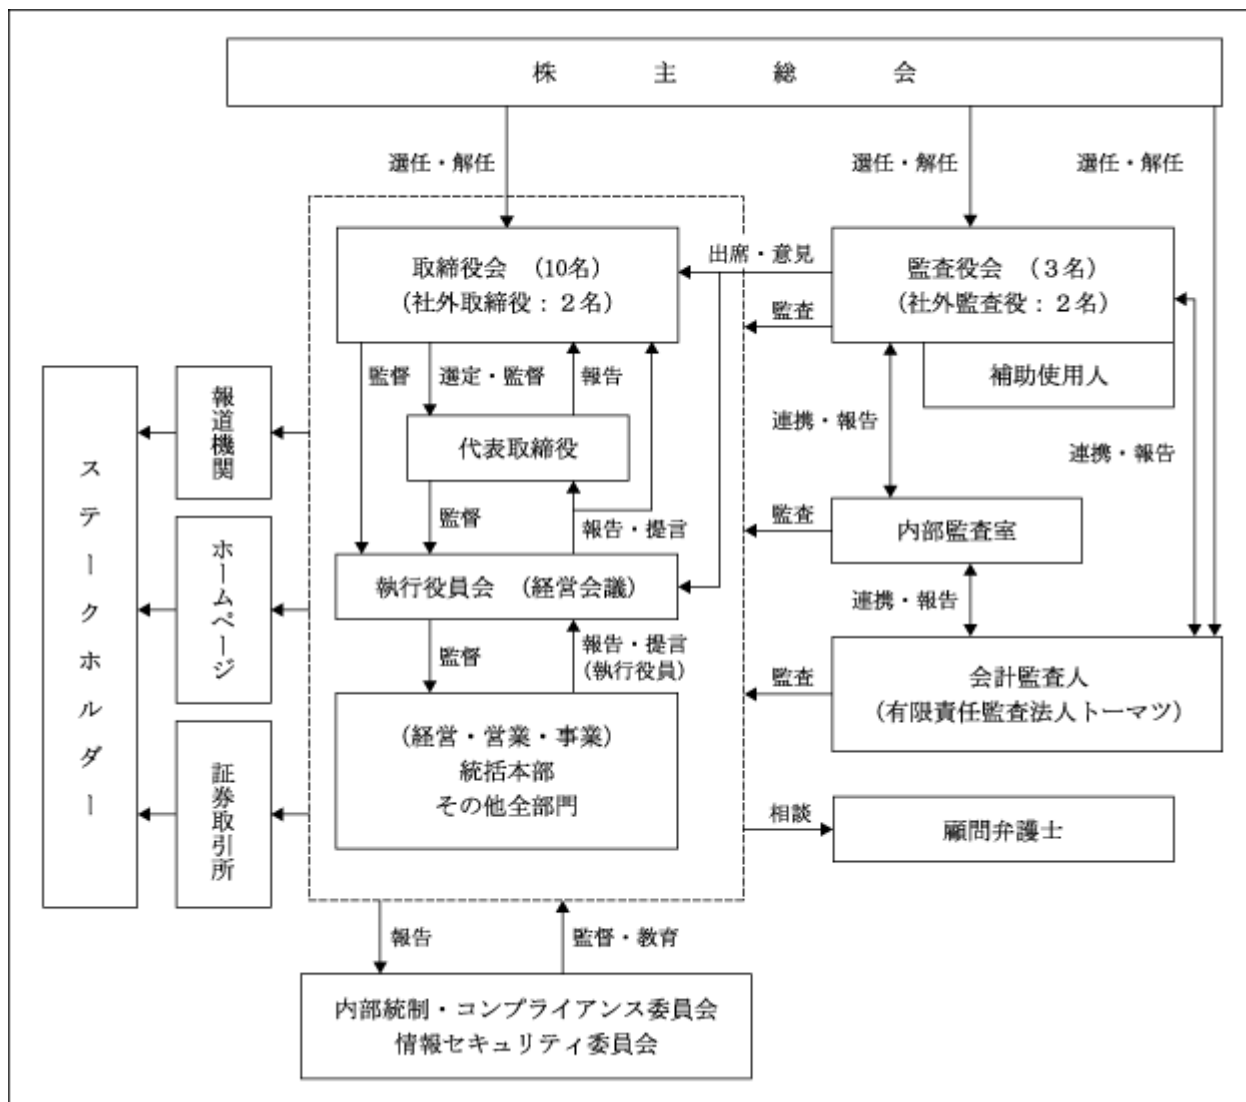 株主総会
選任・解任
選任・解任
選任・解任
取締役会 (10名)
(社外取締役：２名)
出席・意見
監査
監査役会 (３名)
(社外監査役：２名)
補助使用人
監督
選定・監督
報告
代表取締役
連携・報告
連携・報告
監督
報告・提言
監査
内部監査室
執行役員会 (経営会議)
連携・報告
監督
報告・提言
(執行役員)
監査
会計監査人
(有限責任監査法人トーマツ)
(経営・営業・事業)
統括本部
その他全部門
相談
顧問弁護士
報道機関
ホームページ
証券取引所
ステークホルダー
報告
監督・教育
内部統制・コンプライアンス委員会
情報セキュリティ委員会